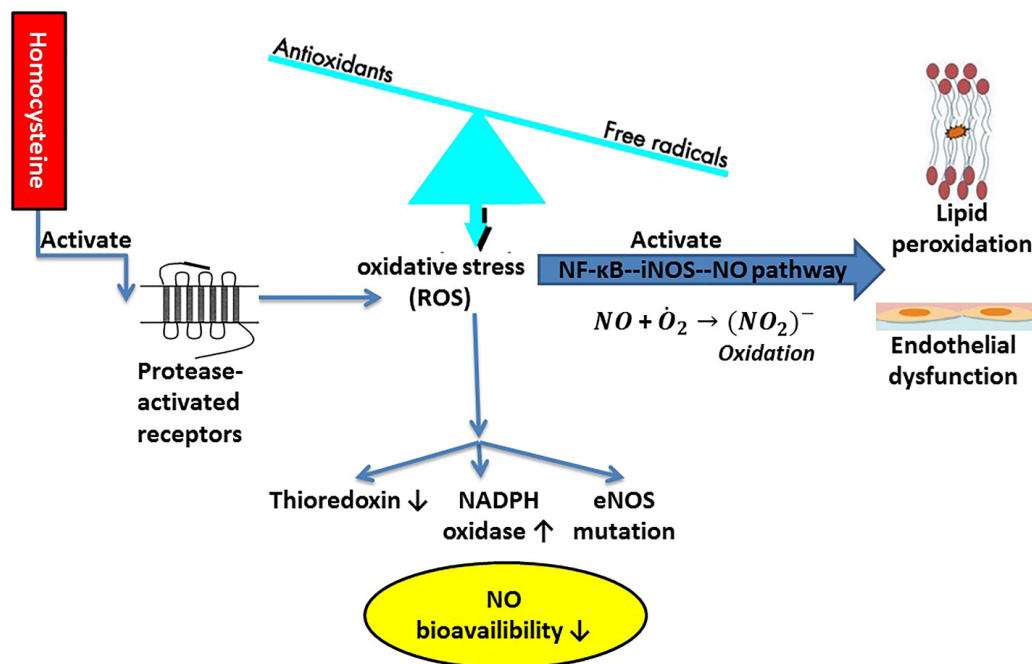 Homocysteine
Antioxidants
Free radicals
Activate
Protease-
activated
receptors
oxidative stress
(ROS)
Activate
NF-κB--iNOS--NO pathway
NO + Ȯ₂ → (NO₂)⁻
Oxidation
Lipid
peroxidation
Endothelial
dysfunction
Thioredoxin ↓
NADPH
oxidase ↑
eNOS
mutation
NO
bioavailibility ↓